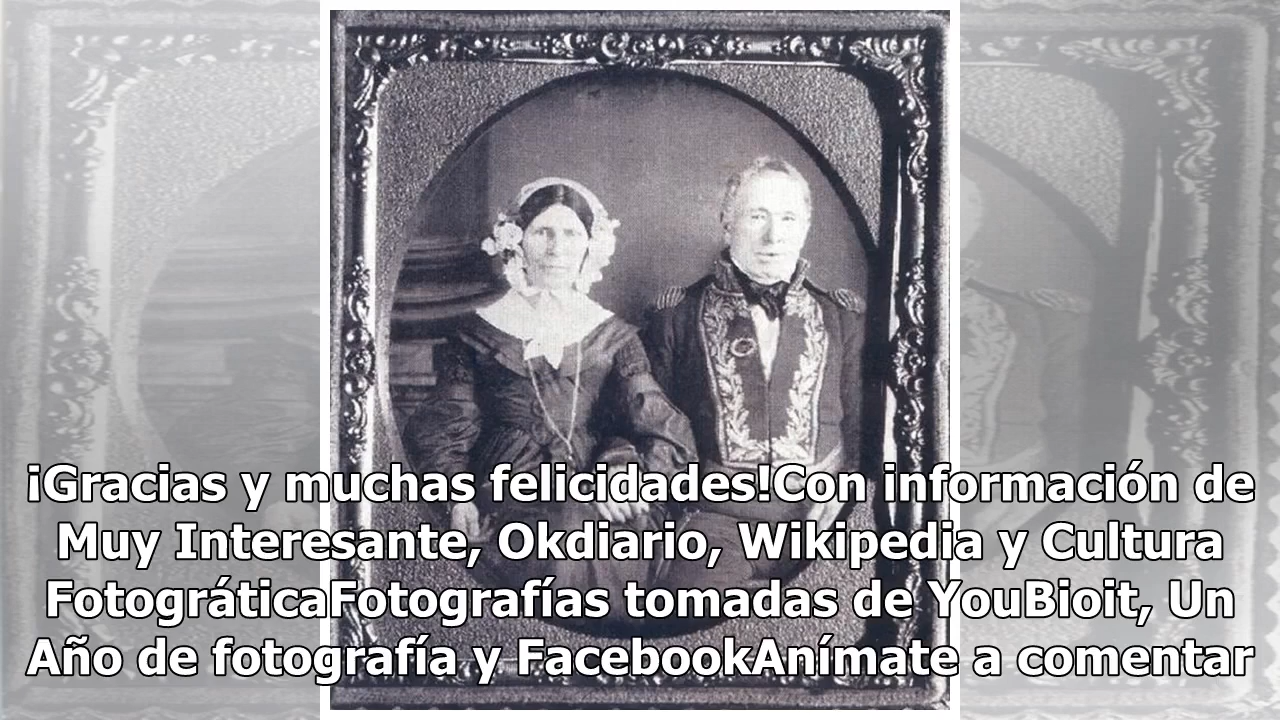 ¡Gracias y muchas felicidades!Con información de
Muy Interesante, Okdiario, Wikipedia y Cultura
FotográticaFotografías tomadas de YouBioit, Un
Año de fotografía y FacebookAnímate a comentar